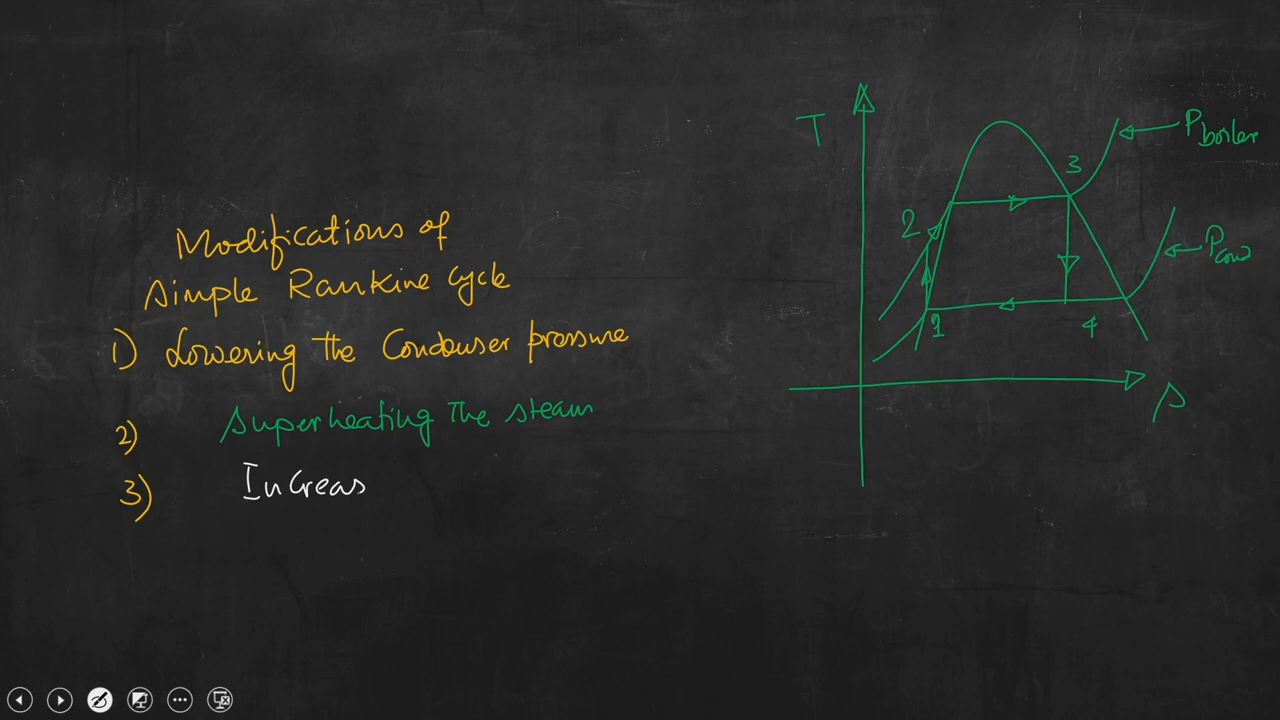 Modifications of
Simple Rankine cycle
1) Lowering the Condenser pressure
2) Superheating the steam
3) Increas
T
P boiler
3
2
P cond
1
4
s